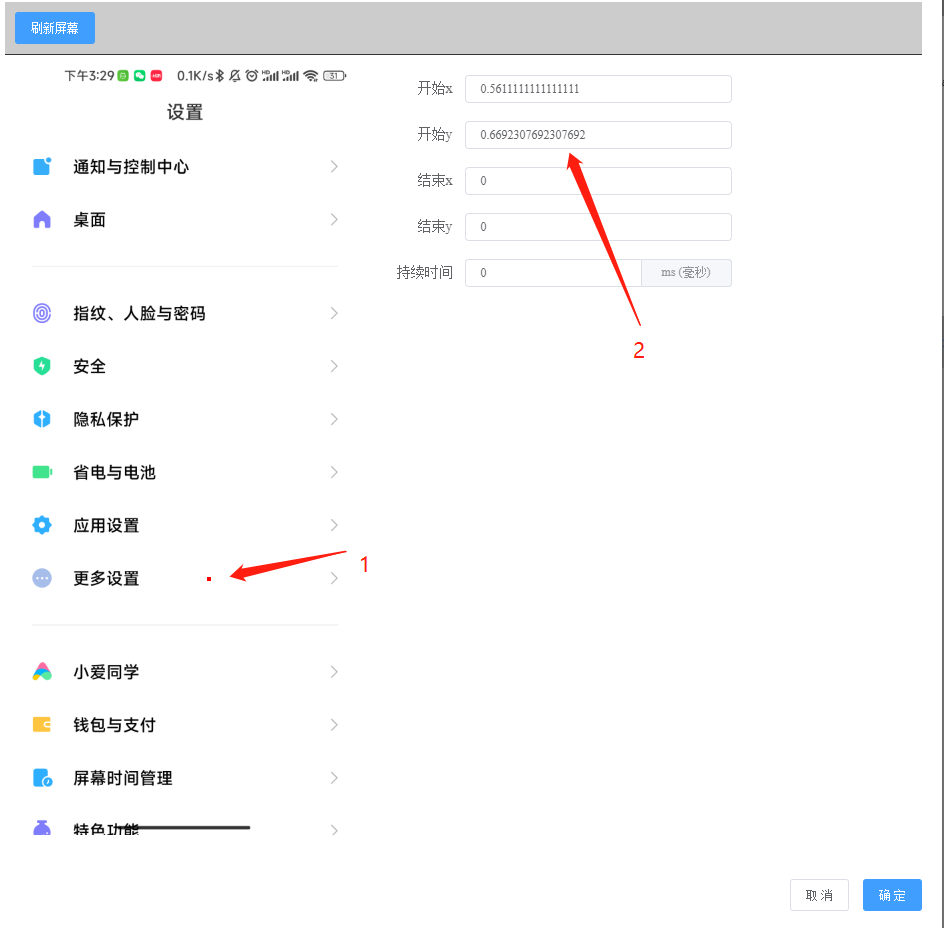 刷新屏幕
下午3:29 0.1K/s HD HD 31
设置
通知与控制中心
桌面
指纹、人脸与密码
安全
隐私保护
省电与电池
应用设置
更多设置
小爱同学
钱包与支付
屏幕时间管理
特色功能
开始x 0.5611111111111111
开始y 0.6692307692307692
结束x 0
结束y 0
持续时间 0 ms (毫秒)
1
2
取消 确定